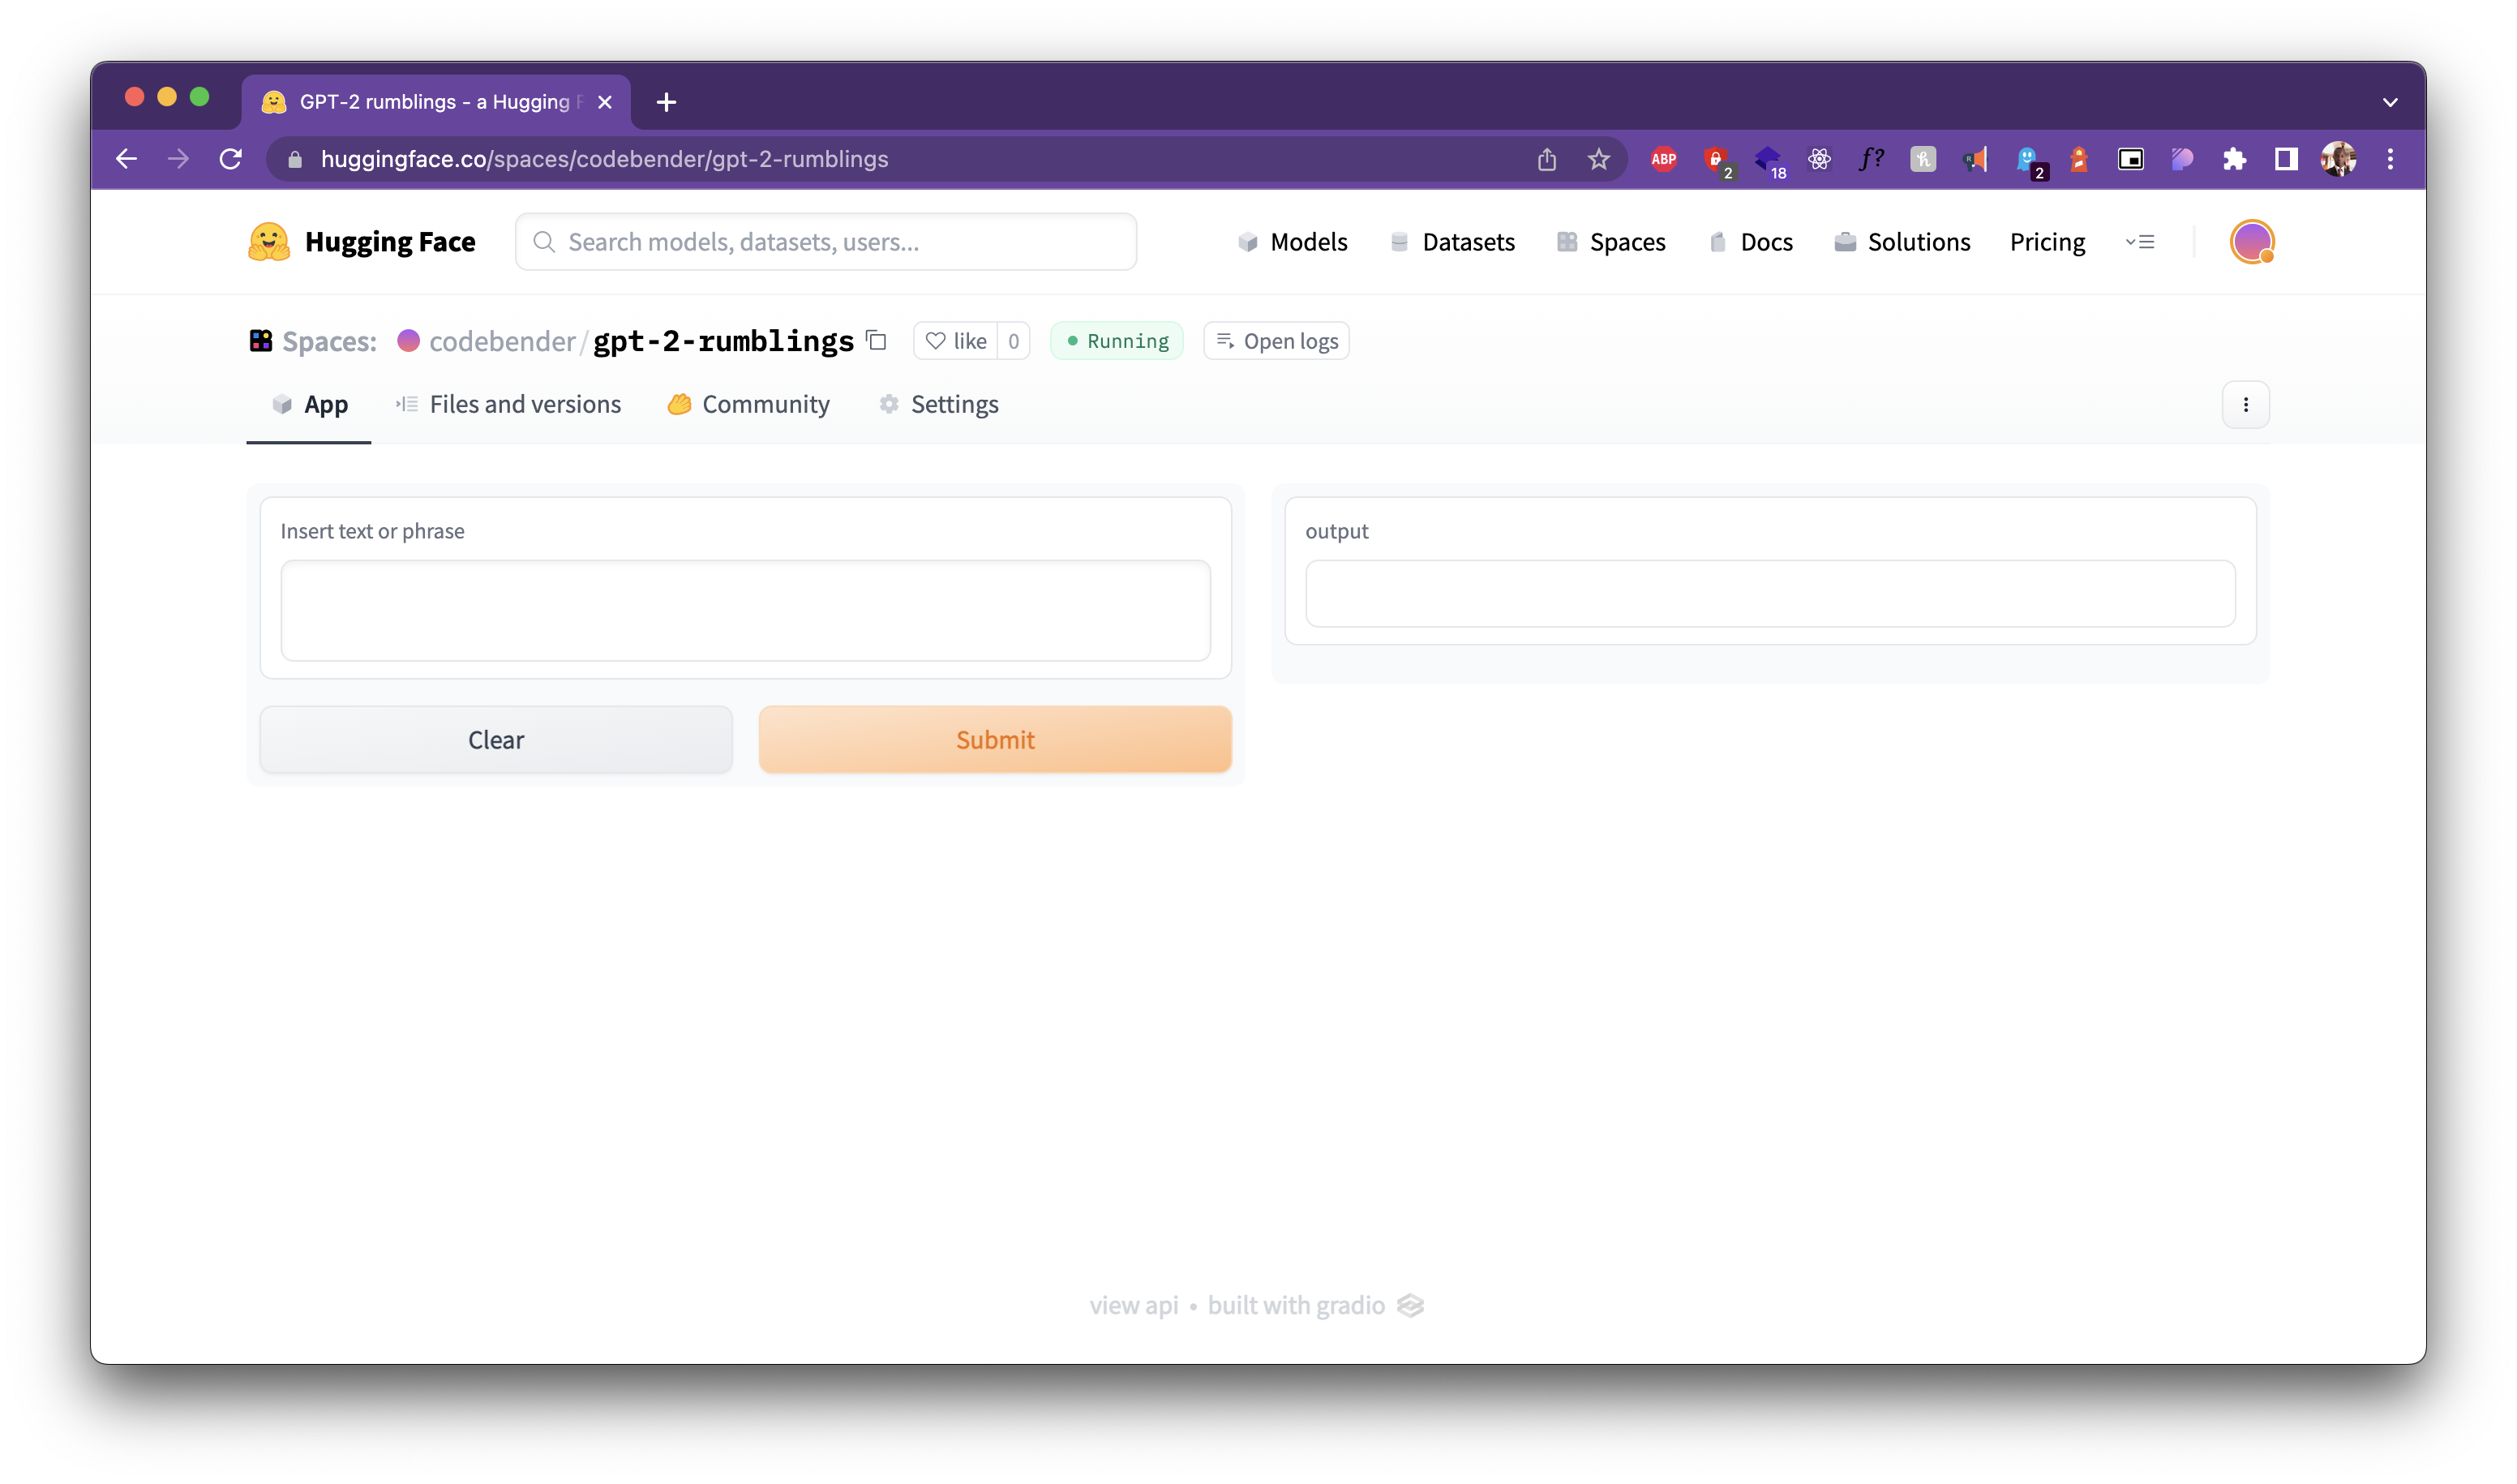 GPT-2 rumblings - a Hugging F
huggingface.co/spaces/codebender/gpt-2-rumblings
ABP
2
18
f?
h
R
2
Hugging Face
Search models, datasets, users...
Models
Datasets
Spaces
Docs
Solutions
Pricing
Spaces:
codebender/gpt-2-rumblings
like
0
Running
Open logs
App
Files and versions
Community
Settings
Insert text or phrase
output
Clear
Submit
view api • built with gradio